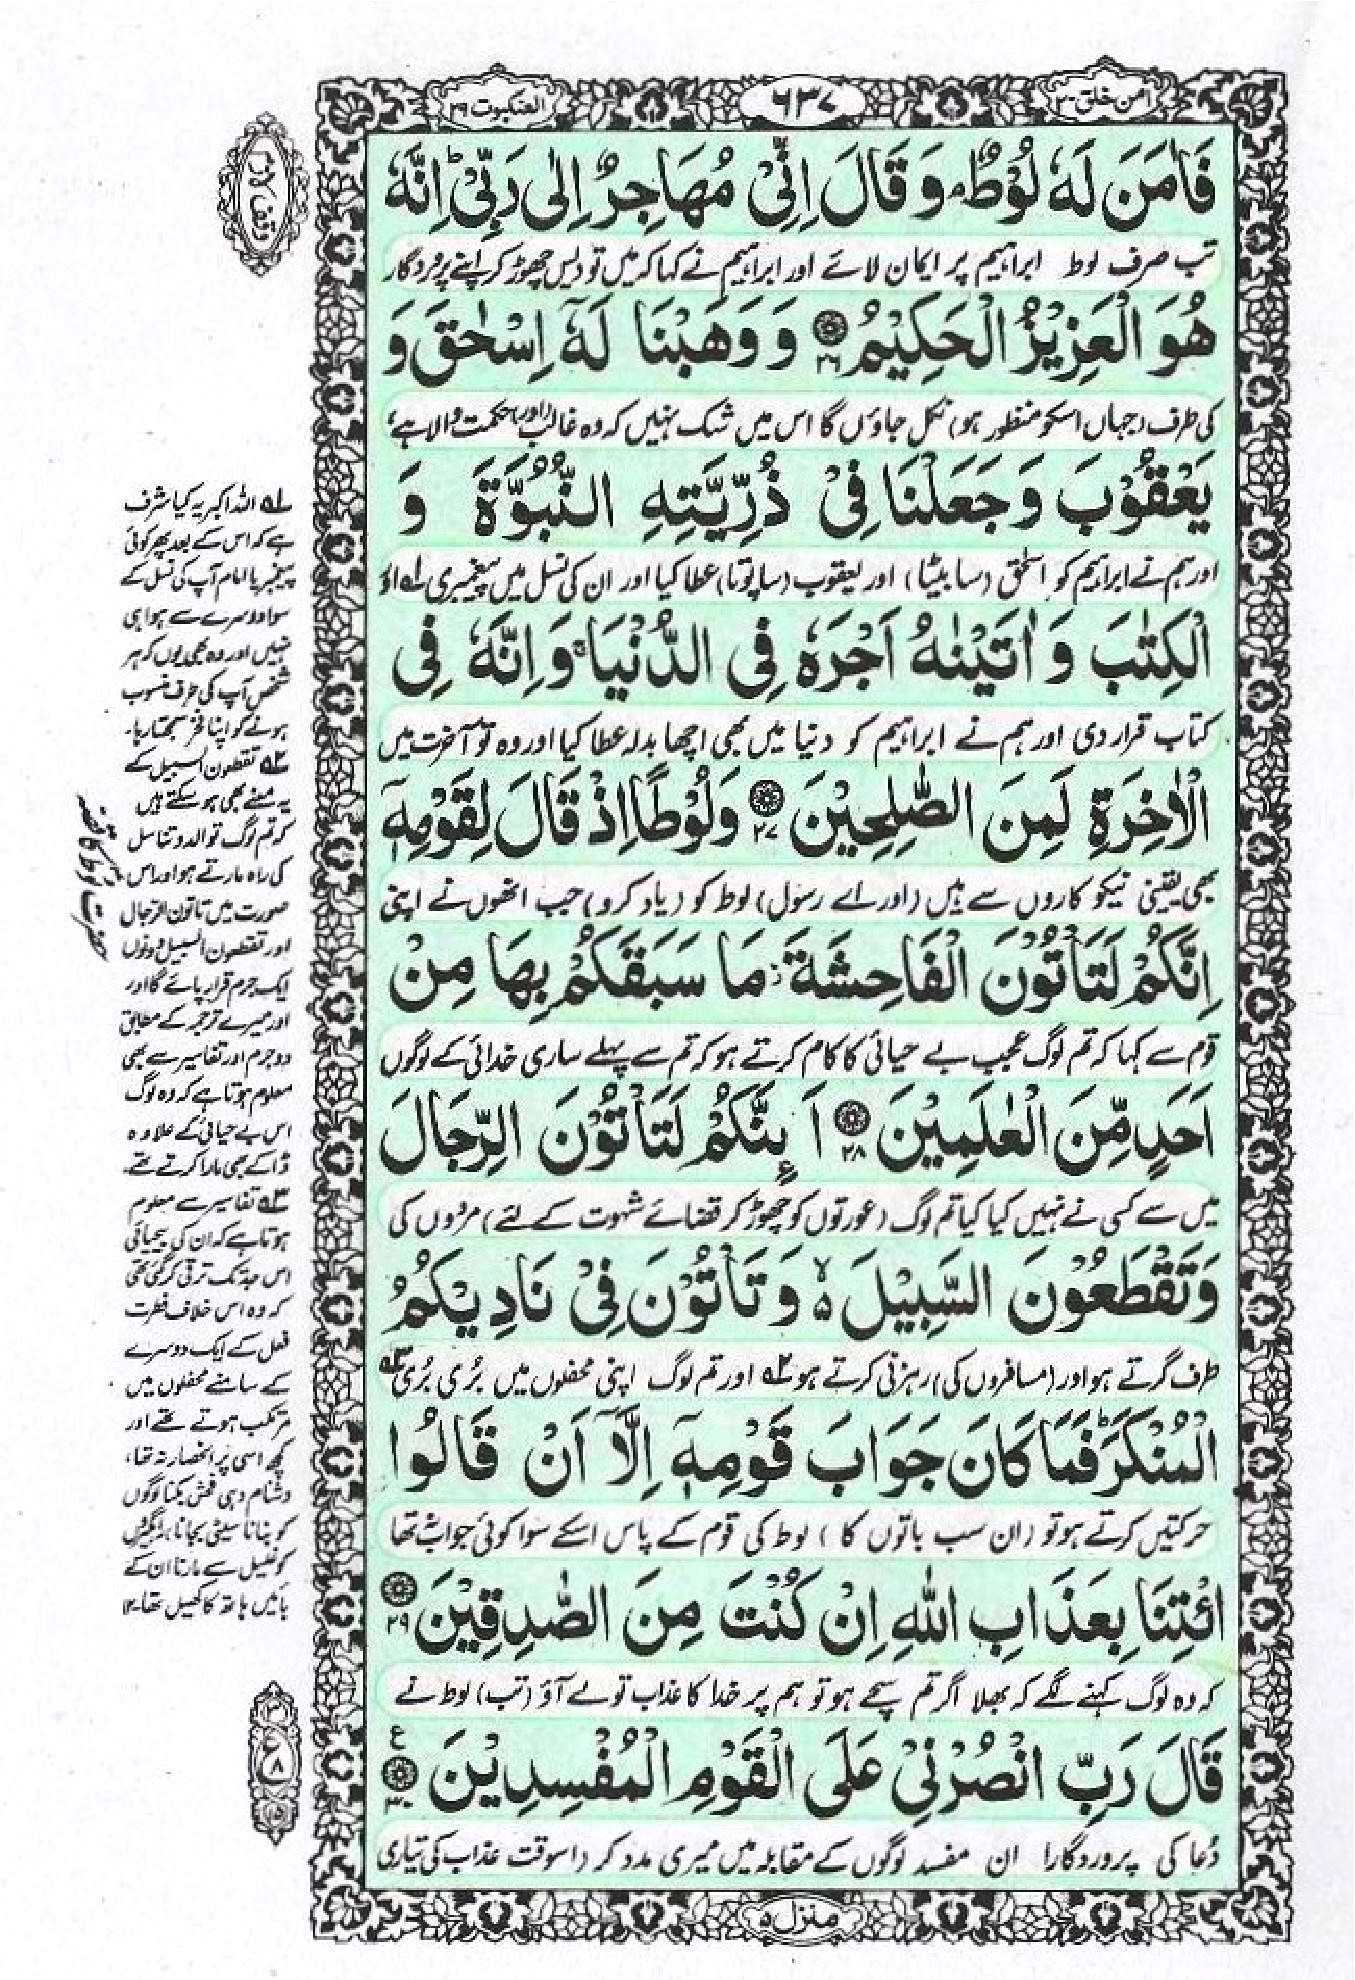 امن خلق ۲۰
۶۳۷
العنكبوت ۲۹
فَاٰمَنَ لَهٗ لُوْطٌ ۘ وَ قَالَ اِنِّیْ مُهَاجِرٌ اِلٰی رَبِّیْ ؕ اِنَّهٗ
تب صرف لوط ابراہیم پر ایمان لائے اور ابراہیم نے کہا کہ میں تو دیس چھوڑ کر اپنے پروردگار
هُوَ الْعَزِیْزُ الْحَكِیْمُ ۲۶ وَ وَهَبْنَا لَهٗۤ اِسْحٰقَ وَ
کی طرف (جہاں اسکو منظور ہو) نکل جاؤں گا اس میں شک نہیں کہ وہ غالب (اور) حکمت والا ہے
یَعْقُوْبَ وَ جَعَلْنَا فِیْ ذُرِّیَّتِهِ النُّبُوَّةَ وَ
اور ہم نے ابراہیم کو اسحٰق (سا بیٹا) اور یعقوب (سا پوتا) عطا کیا اور ان کی نسل میں پیغمبری ۱ اور
الْكِتٰبَ وَ اٰتَیْنٰهُ اَجْرَهٗ فِی الدُّنْیَا ۚ وَ اِنَّهٗ فِی
کتاب قرار دی اور ہم نے ابراہیم کو دنیا میں بھی اچھا بدلہ عطا کیا اور وہ تو آخرت میں
الْاٰخِرَةِ لَمِنَ الصّٰلِحِیْنَ ۲۷ وَ لُوْطًا اِذْ قَالَ لِقَوْمِهٖۤ
بھی یقینی نیکو کاروں سے ہیں (اور اے رسول) لوط کو (یاد کرو) جب انھوں نے اپنی
اِنَّكُمْ لَتَاْتُوْنَ الْفَاحِشَةَ ؗ مَا سَبَقَكُمْ بِهَا مِنْ
قوم سے کہا کہ تم لوگ عجیب بے حیائی کا کام کرتے ہو کہ تم سے پہلے ساری خدائی کے لوگوں
اَحَدٍ مِّنَ الْعٰلَمِیْنَ ۲۸ اَىِٕنَّكُمْ لَتَاْتُوْنَ الرِّجَالَ
میں سے کسی نے نہیں کیا کیا تم لوگ (عورتوں کو چھوڑ کر قضائے شہوت کے لئے) مردوں کی
وَ تَقْطَعُوْنَ السَّبِیْلَ ۙ۬ وَ تَاْتُوْنَ فِیْ نَادِیْكُمُ
طرف گرتے ہو اور (مسافروں کی) رہزنی کرتے ہو ۲ اور تم لوگ اپنی محفلوں میں بُری بُری ۳
الْمُنْكَرَ ؕ فَمَا كَانَ جَوَابَ قَوْمِهٖۤ اِلَّاۤ اَنْ قَالُوا
حرکتیں کرتے ہو تو (ان سب باتوں کا) لوط کی قوم کے پاس اسکے سوا کوئی جواب نہ تھا
ائْتِنَا بِعَذَابِ اللّٰهِ اِنْ كُنْتَ مِنَ الصّٰدِقِیْنَ ۲۹
کہ وہ لوگ کہنے لگے کہ بھلا اگر تم سچے ہو تو ہم پر خدا کا عذاب تو لے آؤ (تب) لوط نے
قَالَ رَبِّ انْصُرْنِیْ عَلَی الْقَوْمِ الْمُفْسِدِیْنَ ۳۰ ع
دُعا کی پروردگارا ان مفسد لوگوں کے مقابلہ میں میری مدد کر (اسوقت عذاب کی تیاری
منزل ۵
وقف لازم
۱ اللہ اکبر یہ کیا شرف
ہے کہ اس کے بعد پھر کوئی
پیغمبر یا امام آپ کی نسل کے
سوا دوسرے سے ہوا ہی
نہیں اور وہ بھی یوں کہ ہر
شخص آپ کی طرف منسوب
ہونے کو اپنا فخر سمجھتا رہا۔
۲ تقطعون السبیل کے
یہ معنے بھی ہو سکتے ہیں
کہ تم لوگ توالد و تناسل
کی راہ مارتے ہو اور اس
صورت میں تاتون الرجال
اور تقطعون السبیل دونوں
ایک جرم قرار پائے گا اور
اور میرے ترجمہ کے مطابق
دو جرم اور تفاسیر سے بھی
معلوم ہوتا ہے کہ وہ لوگ
اس بے حیائی کے علاوہ
ڈاکے بھی مارا کرتے تھے۔
۳ تفاسیر سے معلوم
ہوتا ہے کہ ان کی بیحیائی
اس حد تک ترقی کر گئی تھی
کہ وہ اس خلاف فطرت
فعل کے ایک دوسرے
کے سامنے محفلوں میں
مرتکب ہوتے تھے اور
کچھ اسی پر انحصار نہ تھا،
دشنام دہی فحش بکنا لوگوں
کو بنانا سیٹی بجانا،
کو غلیل سے مارنا ان کے
بائیں ہاتھ کا کھیل تھا۔۱۲
حضرت لوط کا قصہ
۳
ع
۸
۱۵